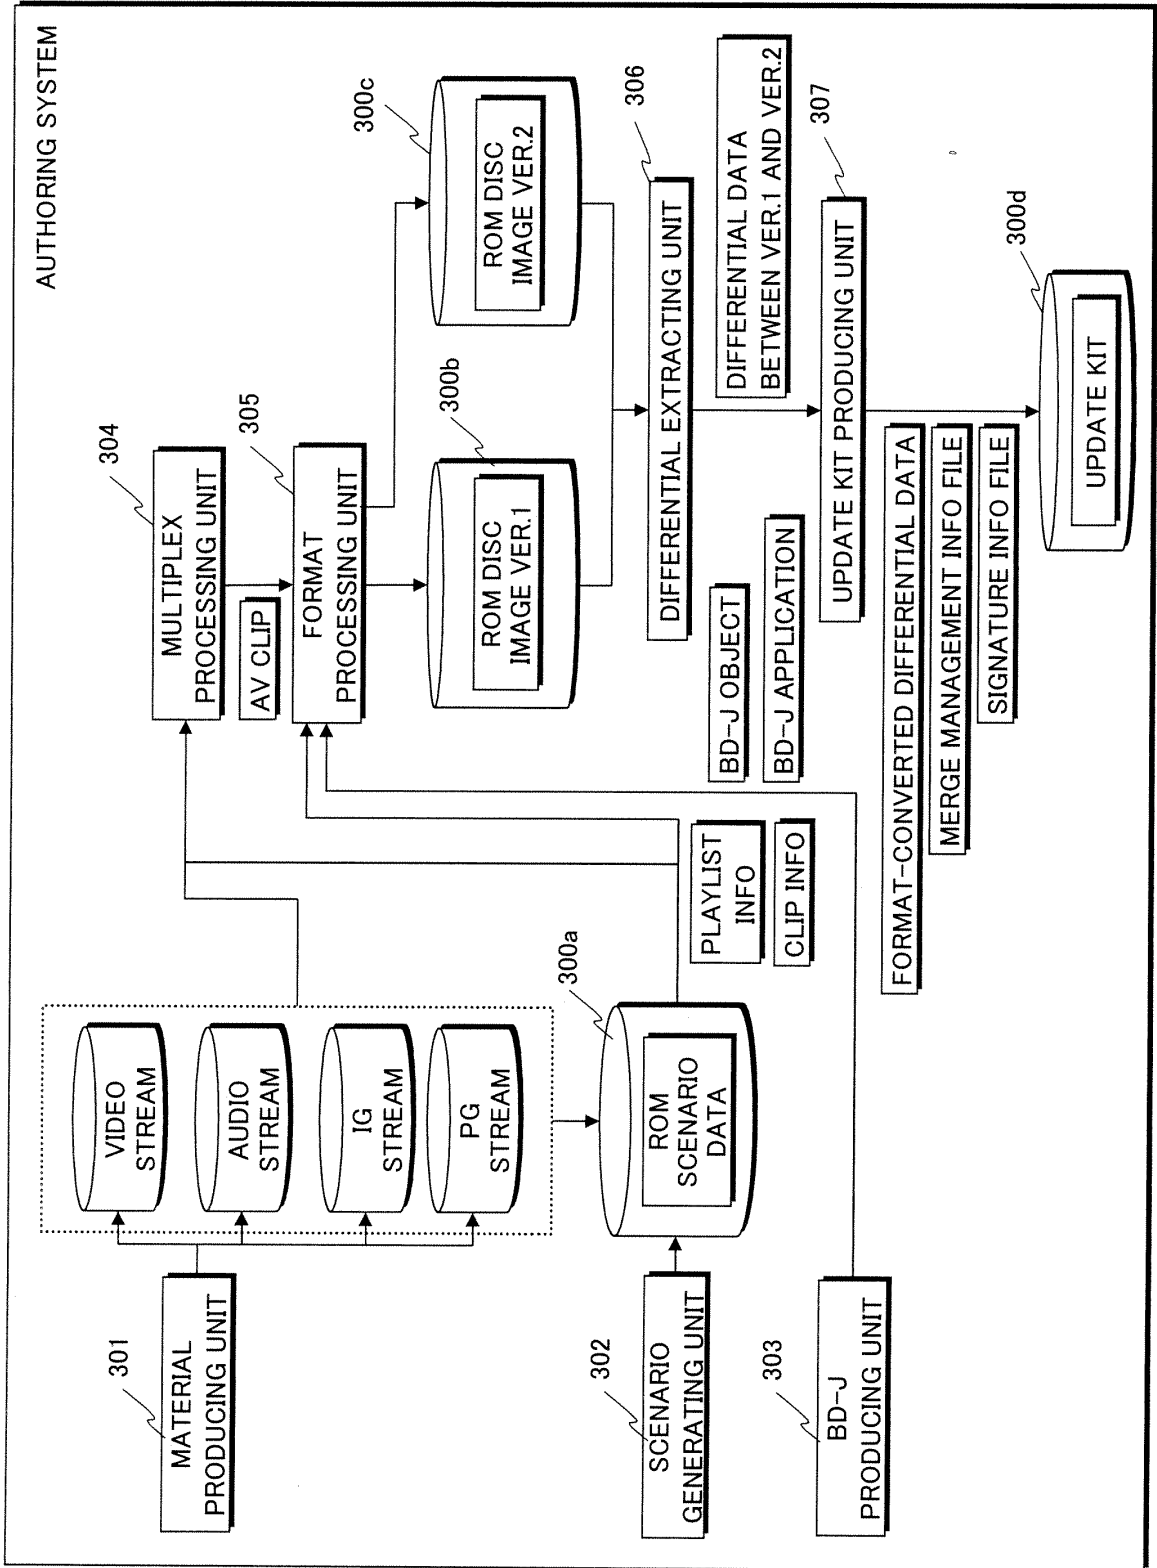 AUTHORING SYSTEM
301
MATERIAL
PRODUCING UNIT
VIDEO
STREAM
AUDIO
STREAM
IG
STREAM
PG
STREAM
302
SCENARIO
GENERATING UNIT
300a
ROM
SCENARIO
DATA
303
BD-J
PRODUCING UNIT
PLAYLIST
INFO
CLIP INFO
BD-J OBJECT
BD-J APPLICATION
304
MULTIPLEX
PROCESSING UNIT
AV CLIP
305
FORMAT
PROCESSING UNIT
300b
ROM DISC
IMAGE VER.1
300c
ROM DISC
IMAGE VER.2
306
DIFFERENTIAL EXTRACTING UNIT
DIFFERENTIAL DATA
BETWEEN VER.1 AND VER.2
307
UPDATE KIT PRODUCING UNIT
FORMAT-CONVERTED DIFFERENTIAL DATA
MERGE MANAGEMENT INFO FILE
SIGNATURE INFO FILE
300d
UPDATE KIT